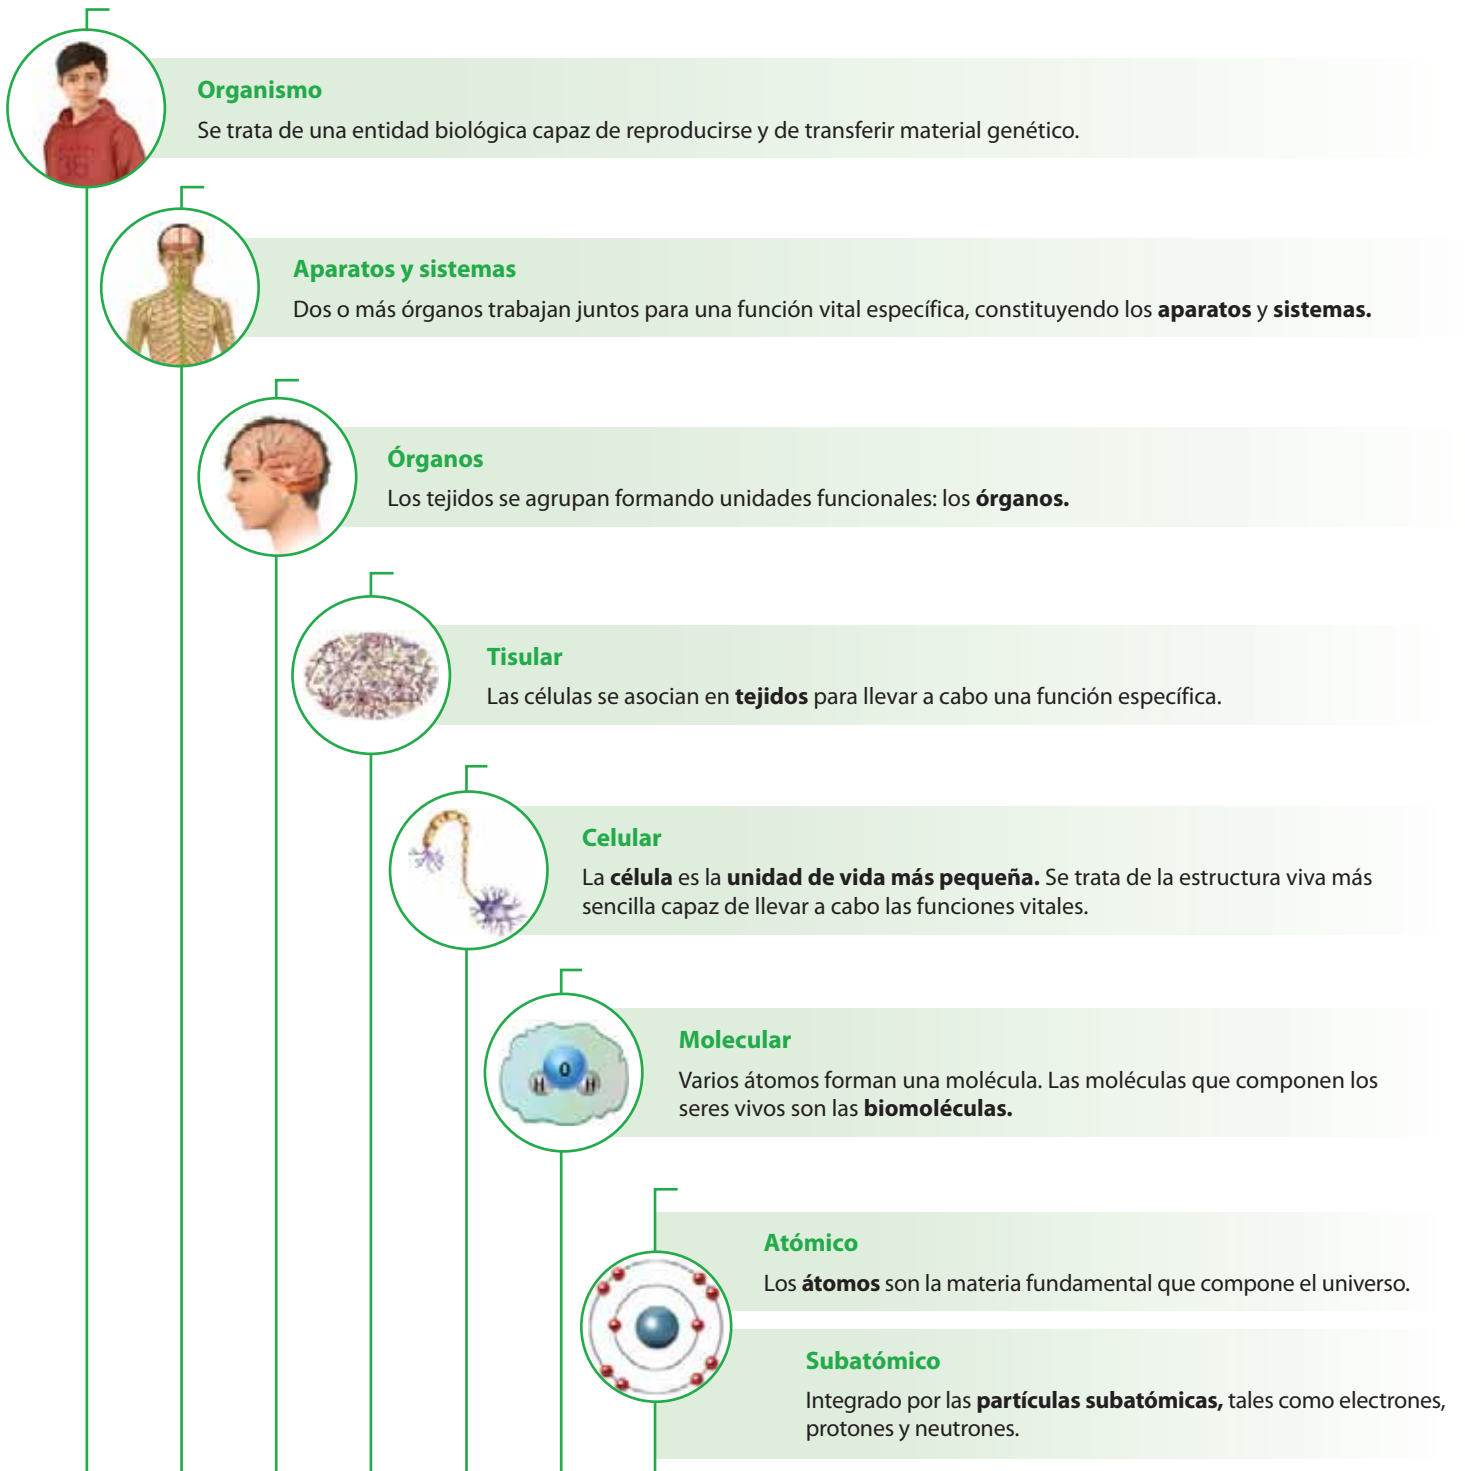 Organismo
Se trata de una entidad biológica capaz de reproducirse y de transferir material genético.
Aparatos y sistemas
Dos o más órganos trabajan juntos para una función vital específica, constituyendo los aparatos y sistemas.
Órganos
Los tejidos se agrupan formando unidades funcionales: los órganos.
Tisular
Las células se asocian en tejidos para llevar a cabo una función específica.
Celular
La célula es la unidad de vida más pequeña. Se trata de la estructura viva más
sencilla capaz de llevar a cabo las funciones vitales.
Molecular
Varios átomos forman una molécula. Las moléculas que componen los
seres vivos son las biomoléculas.
H O H
Atómico
Los átomos son la materia fundamental que compone el universo.
Subatómico
Integrado por las partículas subatómicas, tales como electrones,
protones y neutrones.